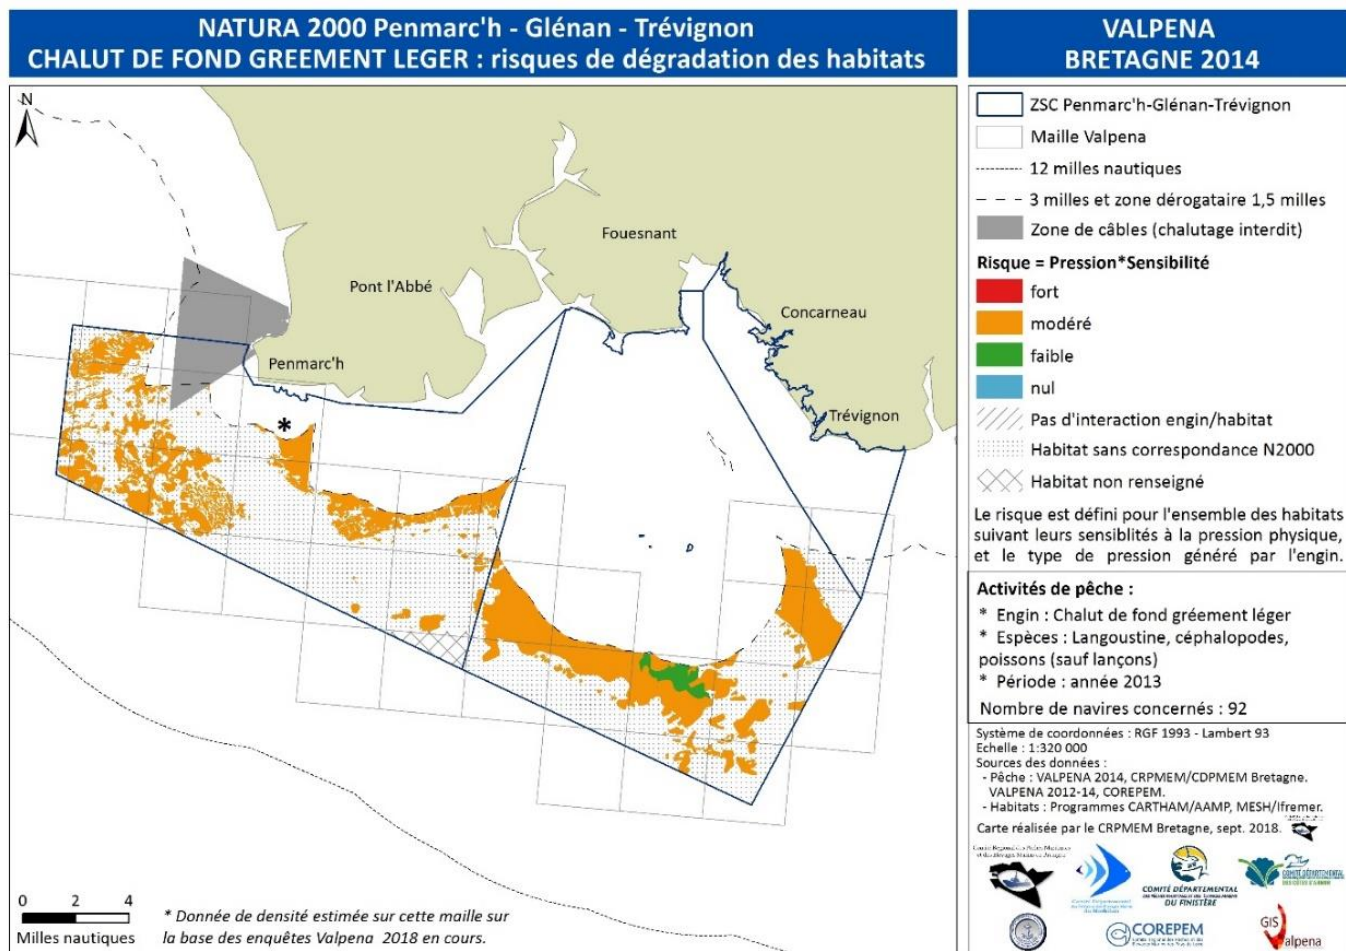 NATURA 2000 Penmarc'h - Glénan - Trévignon
CHALUT DE FOND GREEMENT LEGER : risques de dégradation des habitats
VALPENA
BRETAGNE 2014
N
Fouesnant
Pont l'Abbé
Concarneau
Penmarc'h
Trévignon
*
0 2 4
Milles nautiques
* Donnée de densité estimée sur cette maille sur
la base des enquêtes Valpena 2018 en cours.
ZSC Penmarc'h-Glénan-Trévignon
Maille Valpena
12 milles nautiques
3 milles et zone dérogataire 1,5 milles
Zone de câbles (chalutage interdit)
Risque = Pression*Sensibilité
fort
modéré
faible
nul
Pas d'interaction engin/habitat
Habitat sans correspondance N2000
Habitat non renseigné
Le risque est défini pour l'ensemble des habitats
suivant leurs sensiblités à la pression physique,
et le type de pression généré par l'engin.
Activités de pêche :
* Engin : Chalut de fond gréement léger
* Espèces : Langoustine, céphalopodes,
poissons (sauf lançons)
* Période : année 2013
Nombre de navires concernés : 92
Système de coordonnées : RGF 1993 - Lambert 93
Echelle : 1:320 000
Sources des données :
- Pêche : VALPENA 2014, CRPMEM/CDPMEM Bretagne.
VALPENA 2012-14, COREPEM.
- Habitats : Programmes CARTHAM/AAMP, MESH/Ifremer.
Carte réalisée par le CRPMEM Bretagne, sept. 2018.
COMITÉ DÉPARTEMENTAL
DU FINISTÈRE
COMITÉ DÉPARTEMENTAL
DES CÔTES D'ARMOR
COREPEM
GIS
Valpena